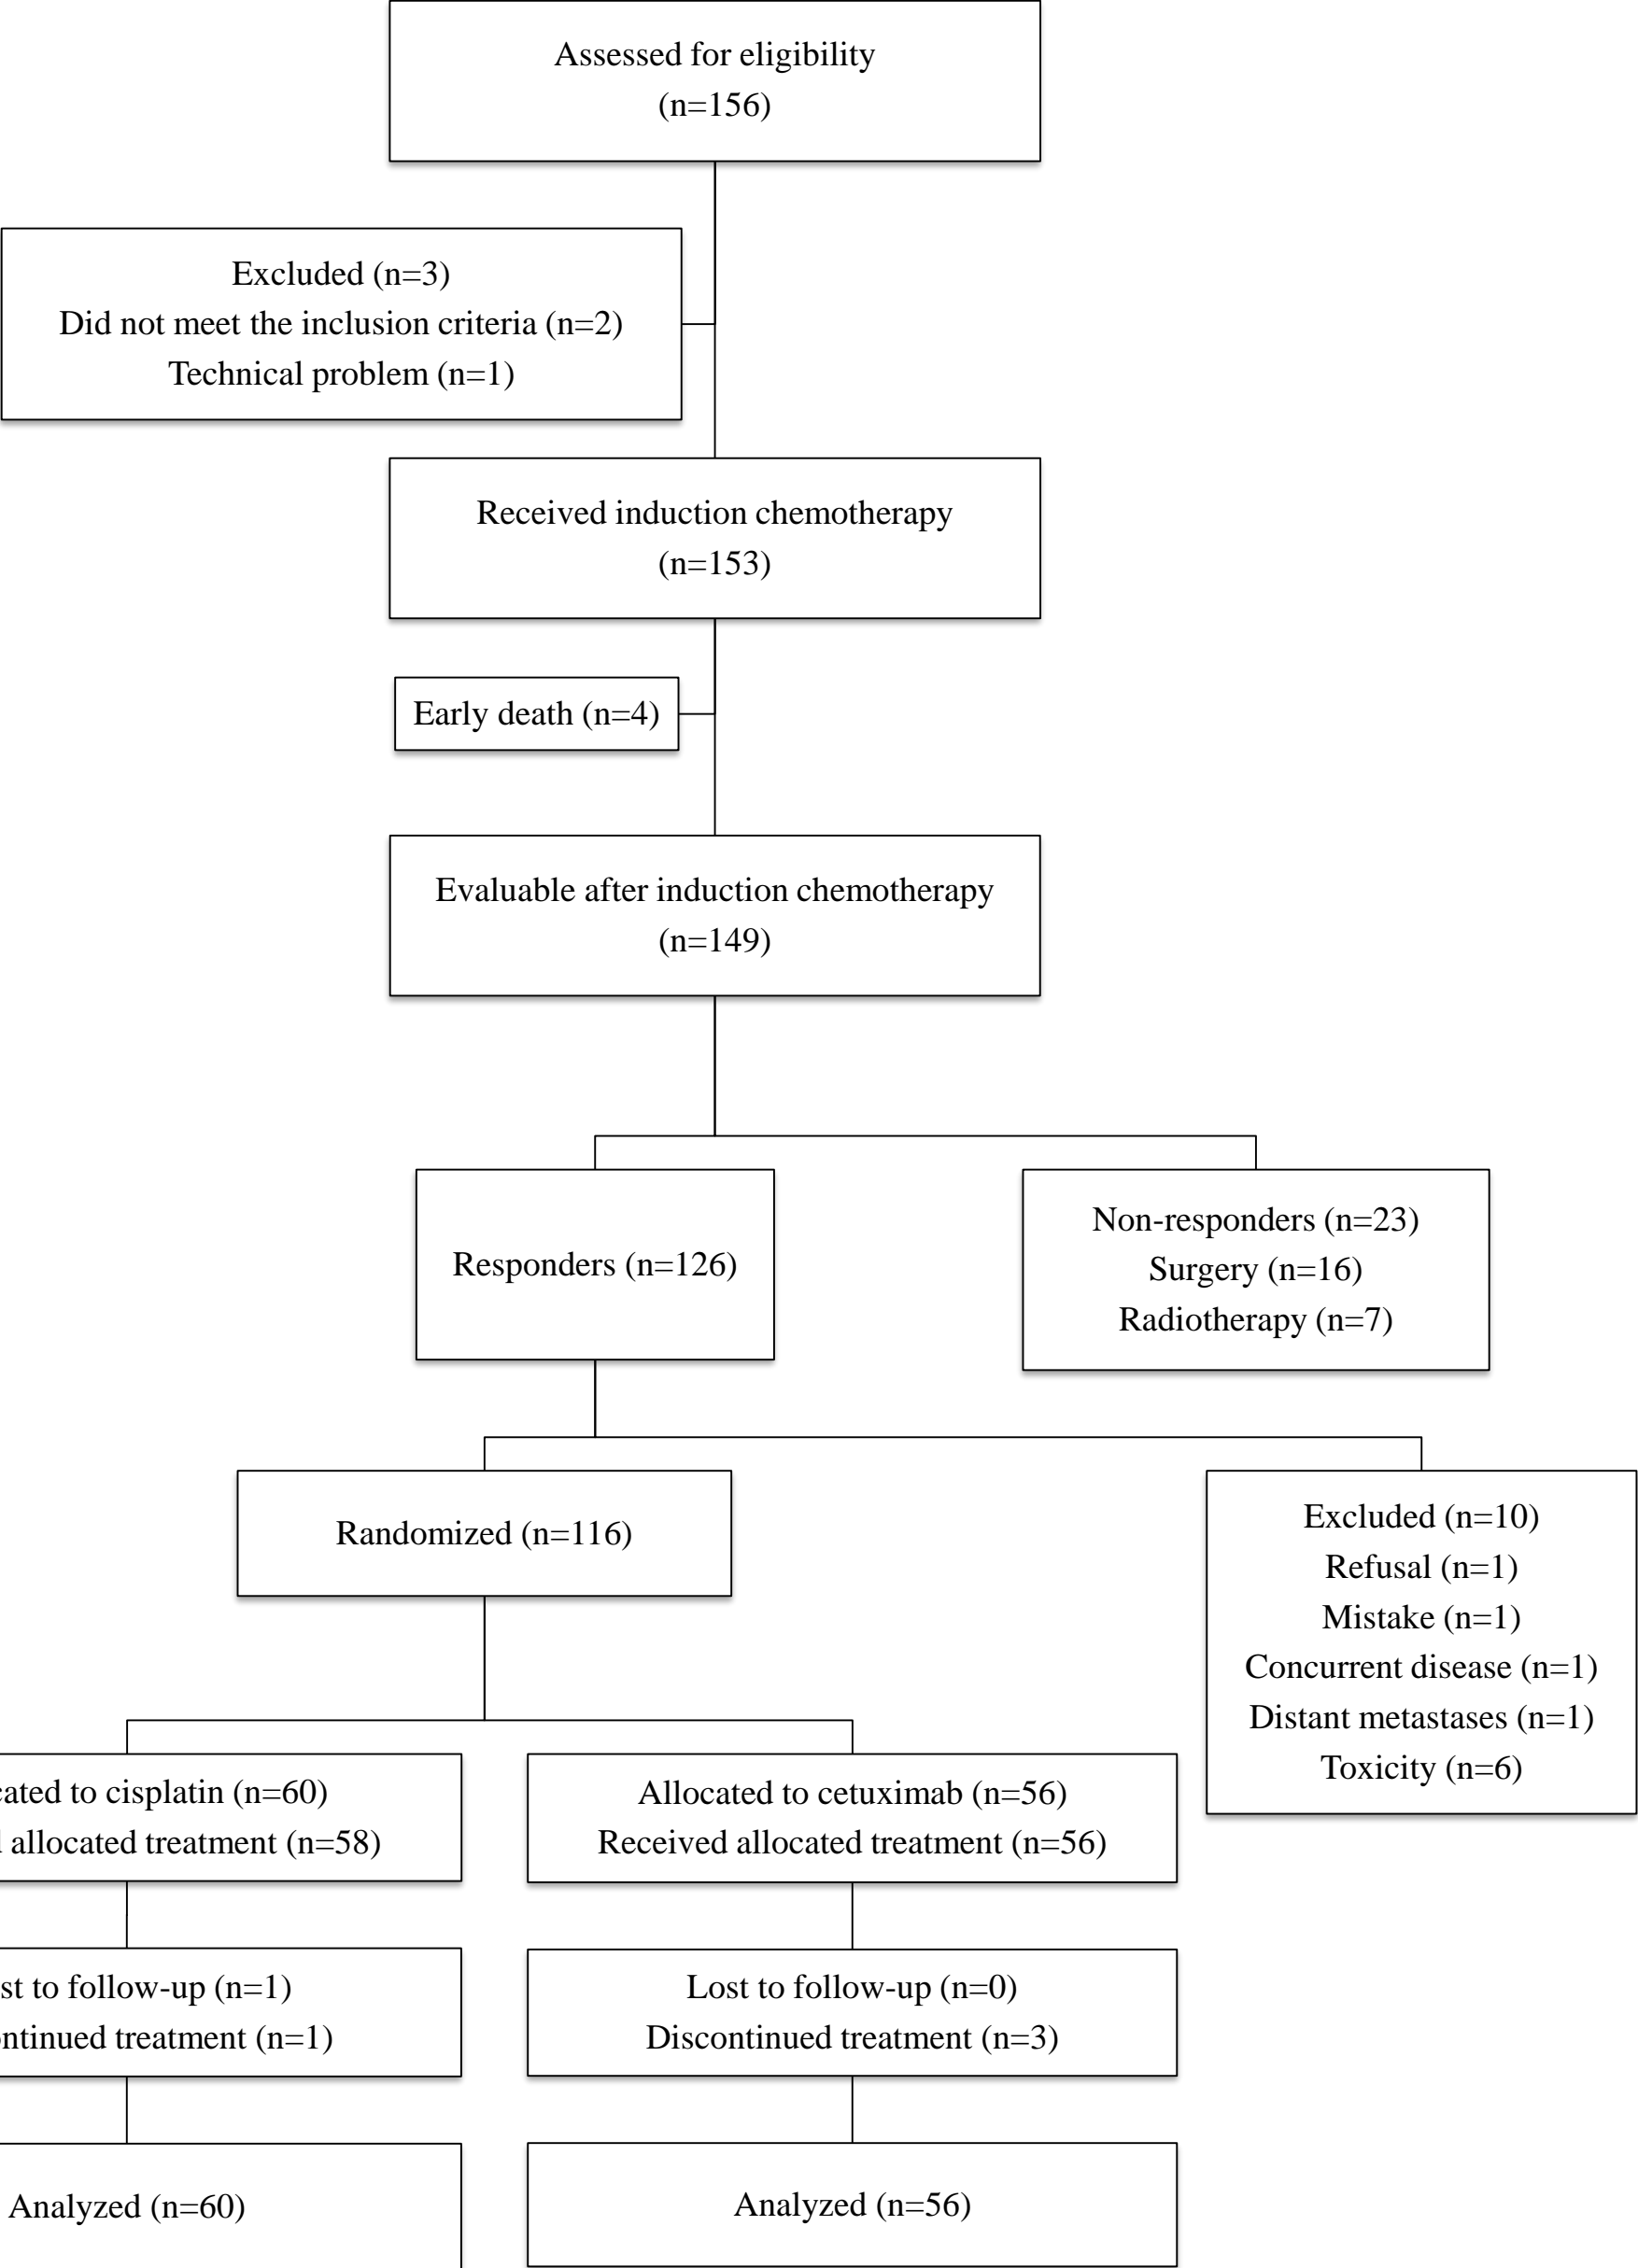 Assessed for eligibility
(n=156)
Excluded (n=3)
Did not meet the inclusion criteria (n=2)
Technical problem (n=1)
Received induction chemotherapy
(n=153)
Early death (n=4)
Evaluable after induction chemotherapy
(n=149)
Responders (n=126)
Non-responders (n=23)
Surgery (n=16)
Radiotherapy (n=7)
Randomized (n=116)
Excluded (n=10)
Refusal (n=1)
Mistake (n=1)
Concurrent disease (n=1)
Distant metastases (n=1)
Toxicity (n=6)
to cisplatin (n=60)
allocated treatment (n=58)
Allocated to cetuximab (n=56)
Received allocated treatment (n=56)
to follow-up (n=1)
treatment (n=1)
Lost to follow-up (n=0)
Discontinued treatment (n=3)
Analyzed (n=60)
Analyzed (n=56)